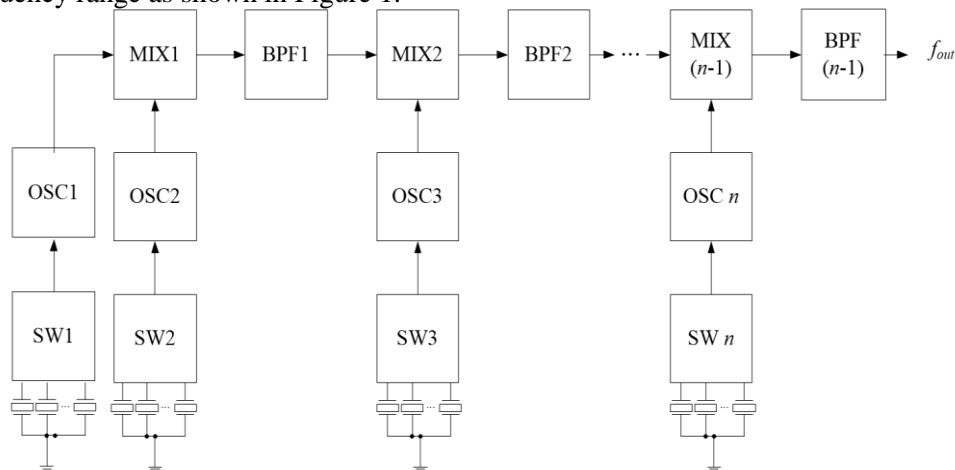 range as shown in Figure 1.
MIX1 BPF1 MIX2 BPF2 ... MIX (n-1) BPF (n-1) f_out
OSC1 OSC2 OSC3 OSC n
SW1 SW2 SW3 SW n
... ... ... ...